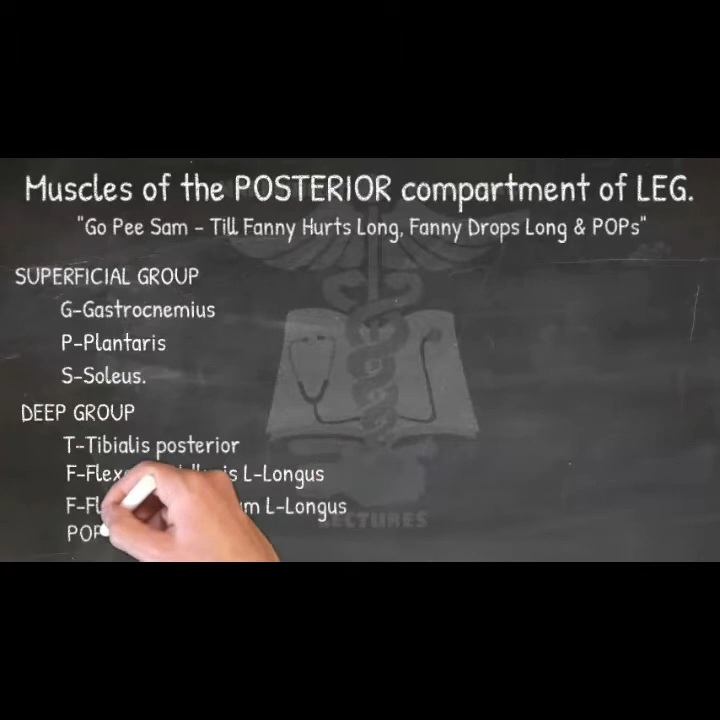 Muscles of the POSTERIOR compartment of LEG.
"Go Pee Sam - Till Fanny Hurts Long, Fanny Drops Long & POPs"
SUPERFICIAL GROUP
G-Gastrocnemius
P-Plantaris
S-Soleus.
DEEP GROUP
T-Tibialis posterior
L-Longus
L-Longus
LECTURES